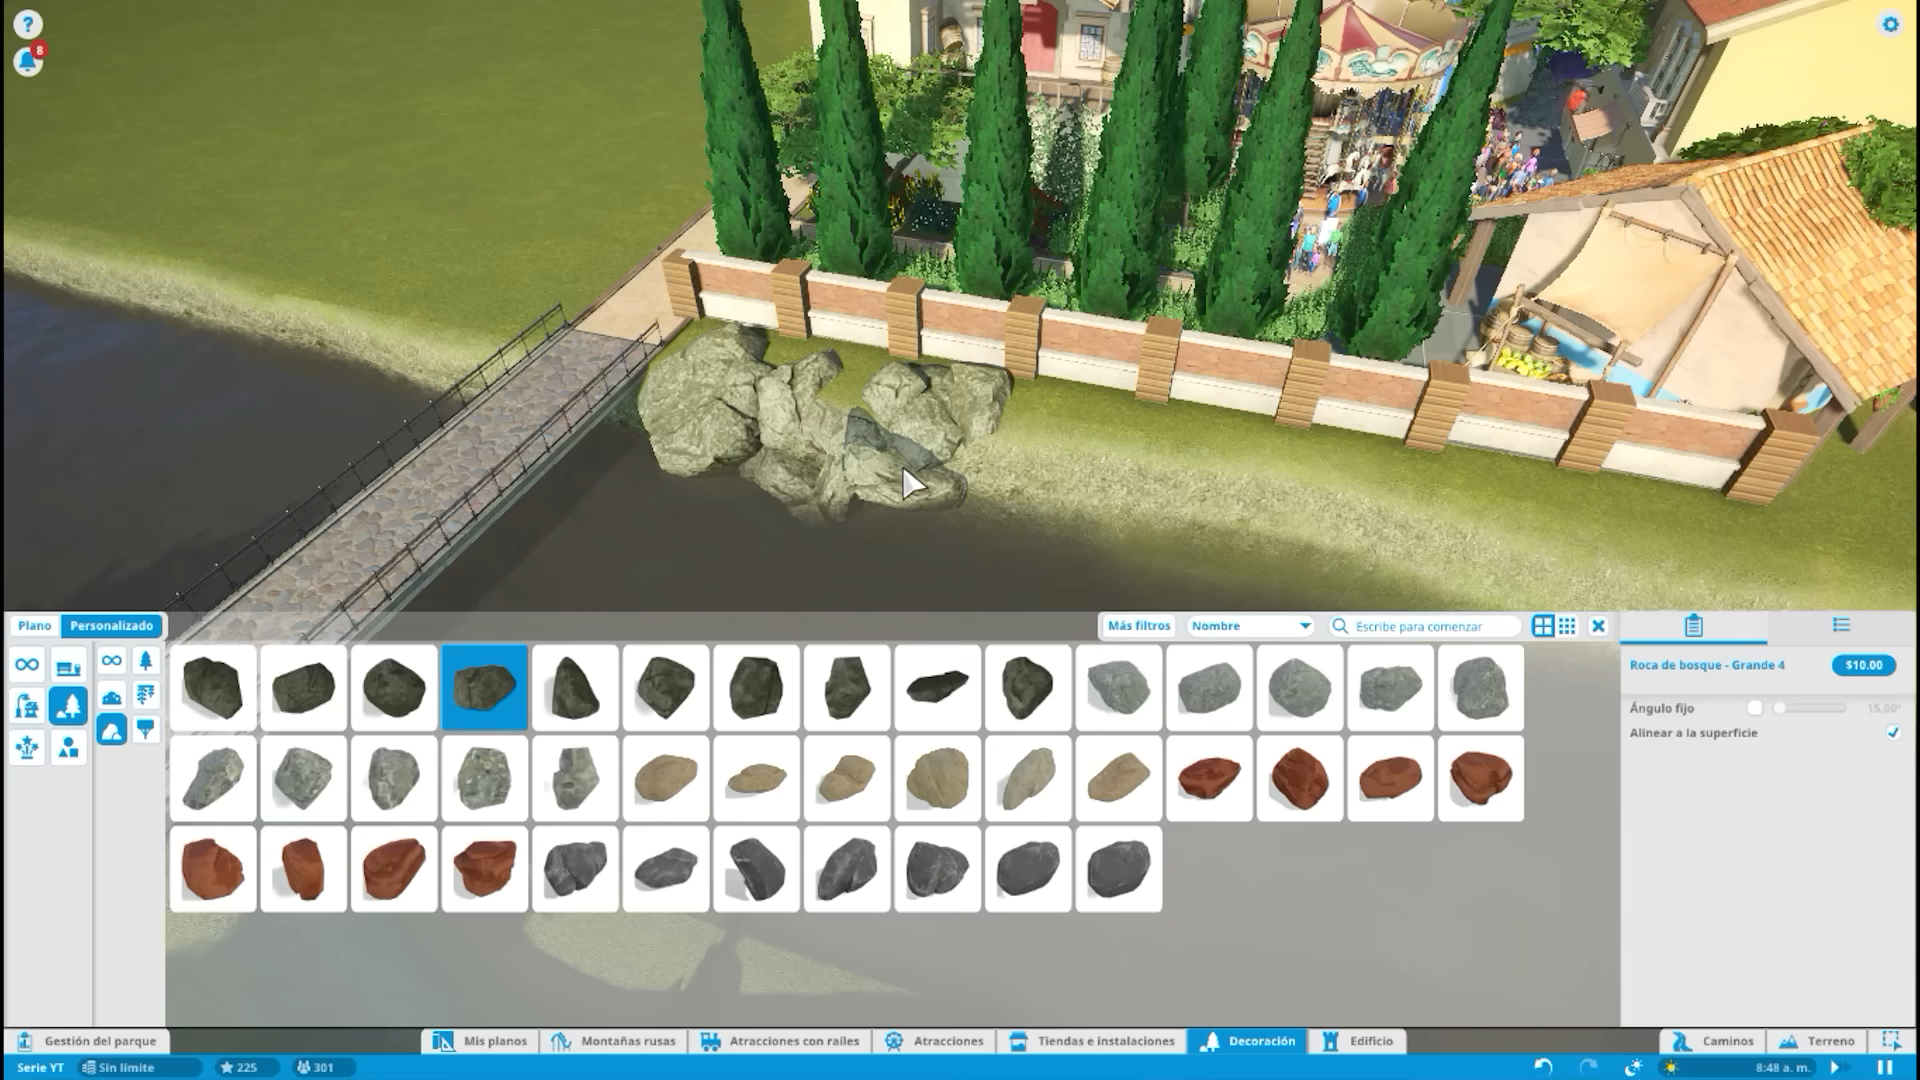 ?
8
Plano
Personalizado
Más filtros
Nombre
Escribe para comenzar
Roca de bosque - Grande 4
$10.00
Ángulo fijo
15.00°
Alinear a la superficie
Gestión del parque
Mis planos
Montañas rusas
Atracciones con raíles
Atracciones
Tiendas e instalaciones
Decoración
Edificio
Caminos
Terreno
Serie YT
Sin límite
225
301
8:48 a. m.